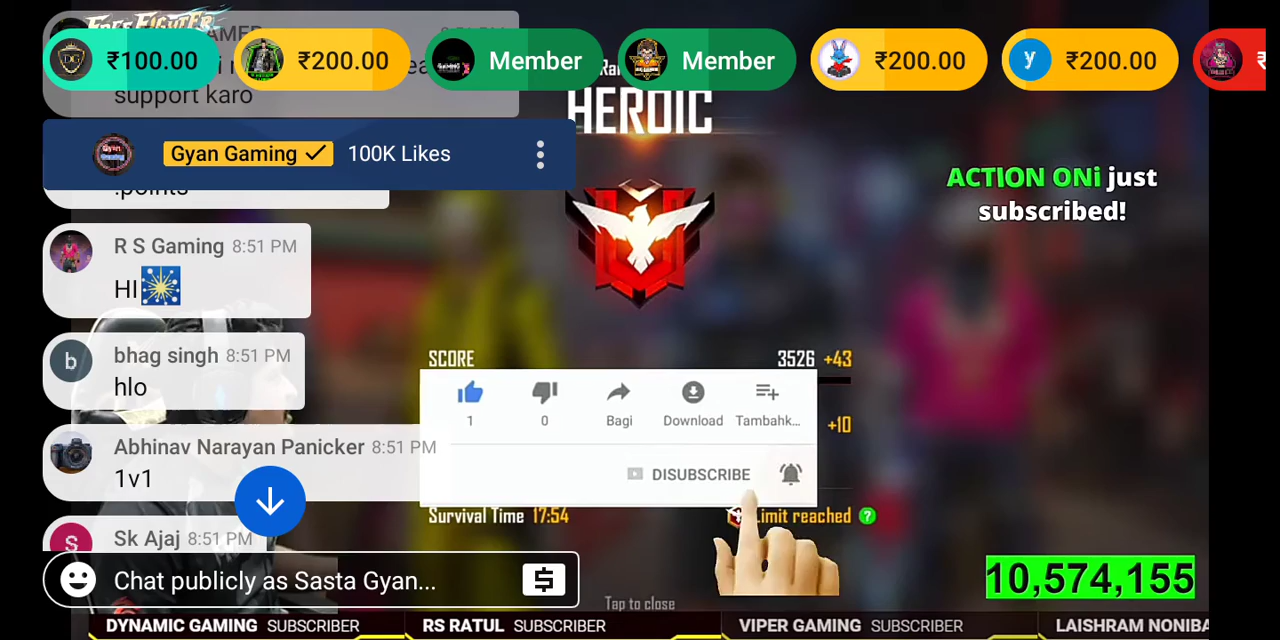 FREE FIGHTER
₹100.00
₹200.00
Member
Member
₹200.00
₹200.00
₹
support karo
HEROIC
Gyan Gaming ✓ 100K Likes
.points
ACTION ONi just
subscribed!
R S Gaming 8:51 PM
HI
b
bhag singh 8:51 PM
hlo
Abhinav Narayan Panicker 8:51 PM
1v1
S
Sk Ajaj 8:51 PM
Chat publicly as Sasta Gyan...
SCORE 3526 +43
1 0 Bagi Download Tambahk...
+10
DISUBSCRIBE
Survival Time 17:54
Limit reached ?
10,574,155
Tap to close
DYNAMIC GAMING SUBSCRIBER RS RATUL SUBSCRIBER VIPER GAMING SUBSCRIBER LAISHRAM NONIBA